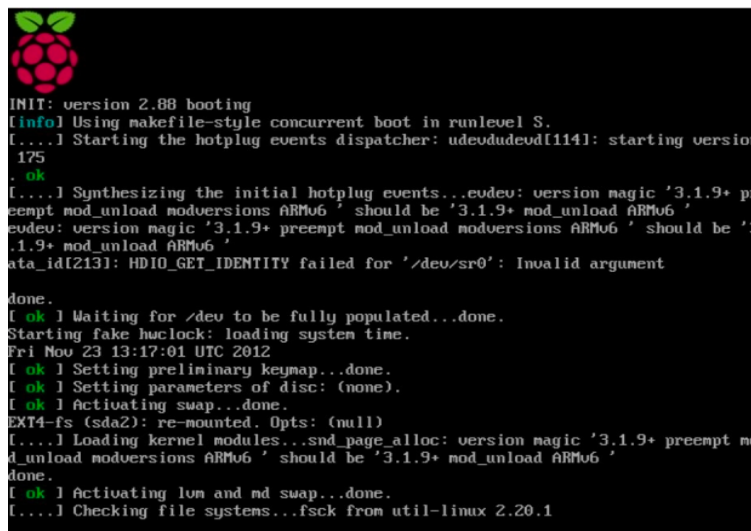 INIT: version 2.88 booting
[info] Using makefile-style concurrent boot in runlevel S.
[....] Starting the hotplug events dispatcher: udevdudevd[114]: starting versio
 175
. ok
[....] Synthesizing the initial hotplug events...evdev: version magic '3.1.9+ pr
eempt mod_unload modversions ARMv6 ' should be '3.1.9+ mod_unload ARMv6 '
evdev: version magic '3.1.9+ preempt mod_unload modversions ARMv6 ' should be '3
.1.9+ mod_unload ARMv6 '
ata_id[213]: HDIO_GET_IDENTITY failed for '/dev/sr0': Invalid argument
done.
[ ok ] Waiting for /dev to be fully populated...done.
Starting fake hwclock: loading system time.
Fri Nov 23 13:17:01 UTC 2012
[ ok ] Setting preliminary keymap...done.
[ ok ] Setting parameters of disc: (none).
[ ok ] Activating swap...done.
EXT4-fs (sda2): re-mounted. Opts: (null)
[....] Loading kernel modules...snd_page_alloc: version magic '3.1.9+ preempt mo
d_unload modversions ARMv6 ' should be '3.1.9+ mod_unload ARMv6 '
done.
[ ok ] Activating lvm and md swap...done.
[....] Checking file systems...fsck from util-linux 2.20.1